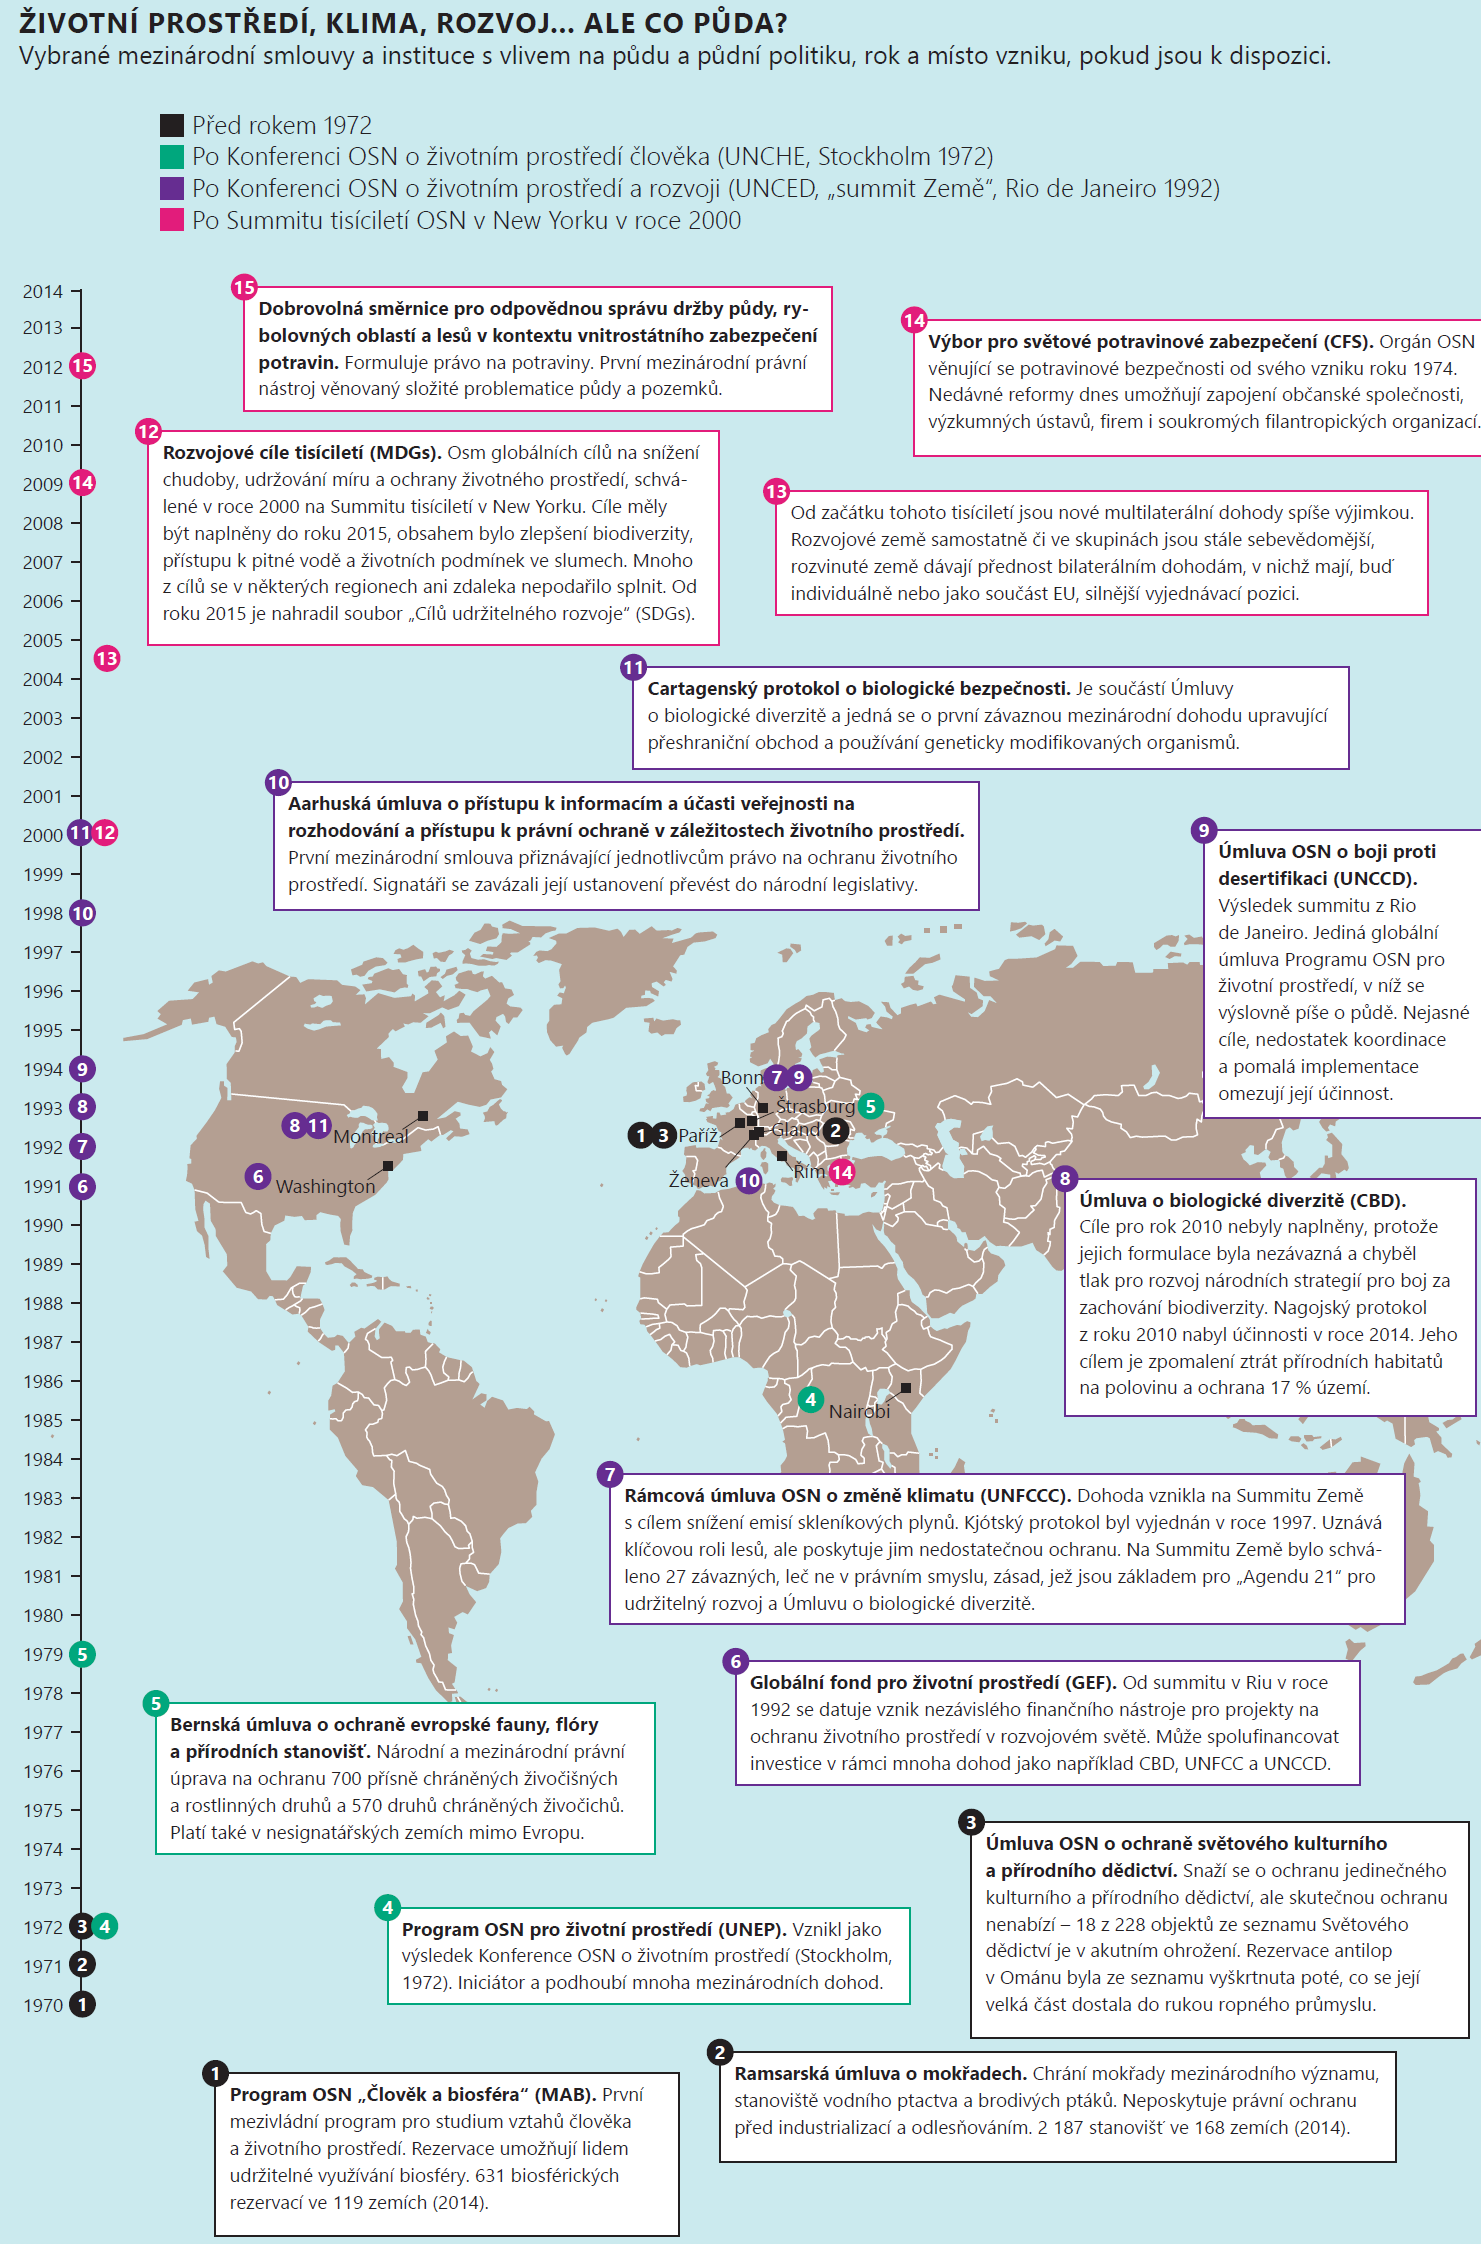 ŽIVOTNÍ PROSTŘEDÍ, KLIMA, ROZVOJ... ALE CO PŮDA?
Vybrané mezinárodní smlouvy a instituce s vlivem na půdu a půdní politiku, rok a místo vzniku, pokud jsou k dispozici.
Před rokem 1972
Po Konferenci OSN o životním prostředí člověka (UNCHE, Stockholm 1972)
Po Konferenci OSN o životním prostředí a rozvoji (UNCED, „summit Země“, Rio de Janeiro 1992)
Po Summitu tisíciletí OSN v New Yorku v roce 2000
2014
2013
2012 15
2011
2010
2009 14
2008
2007
2006
2005
13
2004
2003
2002
2001
2000 11 12
1999
1998 10
1997
1996
1995
1994 9
1993 8
1992 7
1991 6
1990
1989
1988
1987
1986
1985
1984
1983
1982
1981
1980
1979 5
1978
1977
1976
1975
1974
1973
1972 3 4
1971 2
1970 1
15
Dobrovolná směrnice pro odpovědnou správu držby půdy, ry-
bolovných oblastí a lesů v kontextu vnitrostátního zabezpečení
potravin. Formuluje právo na potraviny. První mezinárodní právní
nástroj věnovaný složité problematice půdy a pozemků.
14
Výbor pro světové potravinové zabezpečení (CFS). Orgán OSN
věnující se potravinové bezpečnosti od svého vzniku roku 1974.
Nedávné reformy dnes umožňují zapojení občanské společnosti,
výzkumných ústavů, firem i soukromých filantropických organizací.
12
Rozvojové cíle tisíciletí (MDGs). Osm globálních cílů na snížení
chudoby, udržování míru a ochrany životného prostředí, schvá-
lené v roce 2000 na Summitu tisíciletí v New Yorku. Cíle měly
být naplněny do roku 2015, obsahem bylo zlepšení biodiverzity,
přístupu k pitné vodě a životních podmínek ve slumech. Mnoho
z cílů se v některých regionech ani zdaleka nepodařilo splnit. Od
roku 2015 je nahradil soubor „Cílů udržitelného rozvoje“ (SDGs).
13
Od začátku tohoto tisíciletí jsou nové multilaterální dohody spíše výjimkou.
Rozvojové země samostatně či ve skupinách jsou stále sebevědomější,
rozvinuté země dávají přednost bilaterálním dohodám, v nichž mají, buď
individuálně nebo jako součást EU, silnější vyjednávací pozici.
11
Cartagenský protokol o biologické bezpečnosti. Je součástí Úmluvy
o biologické diverzitě a jedná se o první závaznou mezinárodní dohodu upravující
přeshraniční obchod a používání geneticky modifikovaných organismů.
10
Aarhuská úmluva o přístupu k informacím a účasti veřejnosti na
rozhodování a přístupu k právní ochraně v záležitostech životního prostředí.
První mezinárodní smlouva přiznávající jednotlivcům právo na ochranu životního
prostředí. Signatáři se zavázali její ustanovení převést do národní legislativy.
9
Úmluva OSN o boji proti
desertifikaci (UNCCD).
Výsledek summitu z Rio
de Janeiro. Jediná globální
úmluva Programu OSN pro
životní prostředí, v níž se
výslovně píše o půdě. Nejasné
cíle, nedostatek koordinace
a pomalá implementace
omezují její účinnost.
Bonn 7 9
Štrasburg 5
8 11 Montreal
1 3 Paříž
Gland 2
6 Washington
Ženeva 10
Řím 14
4 Nairobi
8
Úmluva o biologické diverzitě (CBD).
Cíle pro rok 2010 nebyly naplněny, protože
jejich formulace byla nezávazná a chyběl
tlak pro rozvoj národních strategií pro boj za
zachování biodiverzity. Nagojský protokol
z roku 2010 nabyl účinnosti v roce 2014. Jeho
cílem je zpomalení ztrát přírodních habitatů
na polovinu a ochrana 17 % území.
7
Rámcová úmluva OSN o změně klimatu (UNFCCC). Dohoda vznikla na Summitu Země
s cílem snížení emisí skleníkových plynů. Kjótský protokol byl vyjednán v roce 1997. Uznává
klíčovou roli lesů, ale poskytuje jim nedostatečnou ochranu. Na Summitu Země bylo schvá-
leno 27 závazných, leč ne v právním smyslu, zásad, jež jsou základem pro „Agendu 21“ pro
udržitelný rozvoj a Úmluvu o biologické diverzitě.
6
Globální fond pro životní prostředí (GEF). Od summitu v Riu v roce
1992 se datuje vznik nezávislého finančního nástroje pro projekty na
ochranu životního prostředí v rozvojovém světě. Může spolufinancovat
investice v rámci mnoha dohod jako například CBD, UNFCC a UNCCD.
5
Bernská úmluva o ochraně evropské fauny, flóry
a přírodních stanovišť. Národní a mezinárodní právní
úprava na ochranu 700 přísně chráněných živočišných
a rostlinných druhů a 570 druhů chráněných živočichů.
Platí také v nesignatářských zemích mimo Evropu.
3
Úmluva OSN o ochraně světového kulturního
a přírodního dědictví. Snaží se o ochranu jedinečného
kulturního a přírodního dědictví, ale skutečnou ochranu
nenabízí – 18 z 228 objektů ze seznamu Světového
dědictví je v akutním ohrožení. Rezervace antilop
v Ománu byla ze seznamu vyškrtnuta poté, co se její
velká část dostala do rukou ropného průmyslu.
4
Program OSN pro životní prostředí (UNEP). Vznikl jako
výsledek Konference OSN o životním prostředí (Stockholm,
1972). Iniciátor a podhoubí mnoha mezinárodních dohod.
2
Ramsarská úmluva o mokřadech. Chrání mokřady mezinárodního významu,
stanoviště vodního ptactva a brodivých ptáků. Neposkytuje právní ochranu
před industrializací a odlesňováním. 2 187 stanovišť ve 168 zemích (2014).
1
Program OSN „Člověk a biosféra“ (MAB). První
mezivládní program pro studium vztahů člověka
a životního prostředí. Rezervace umožňují lidem
udržitelné využívání biosféry. 631 biosférických
rezervací ve 119 zemích (2014).